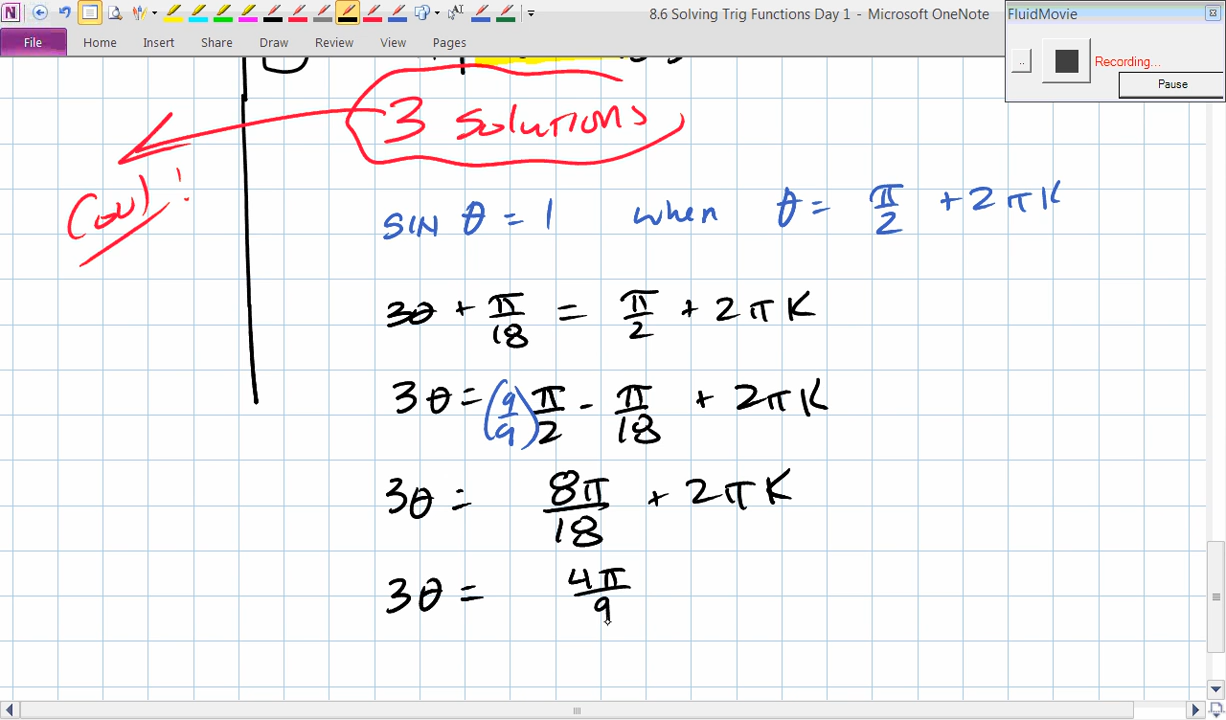 8.6 Solving Trig Functions Day 1 - Microsoft OneNote
FluidMovie
File Home Insert Share Draw Review View Pages
..
Recording...
Pause
3 solutions
SIN θ = 1 when θ = π/2 + 2πK
3θ + π/18 = π/2 + 2πK
3θ = (9/9) π/2 - π/18 + 2πK
3θ = 8π/18 + 2πK
3θ = 4π/9